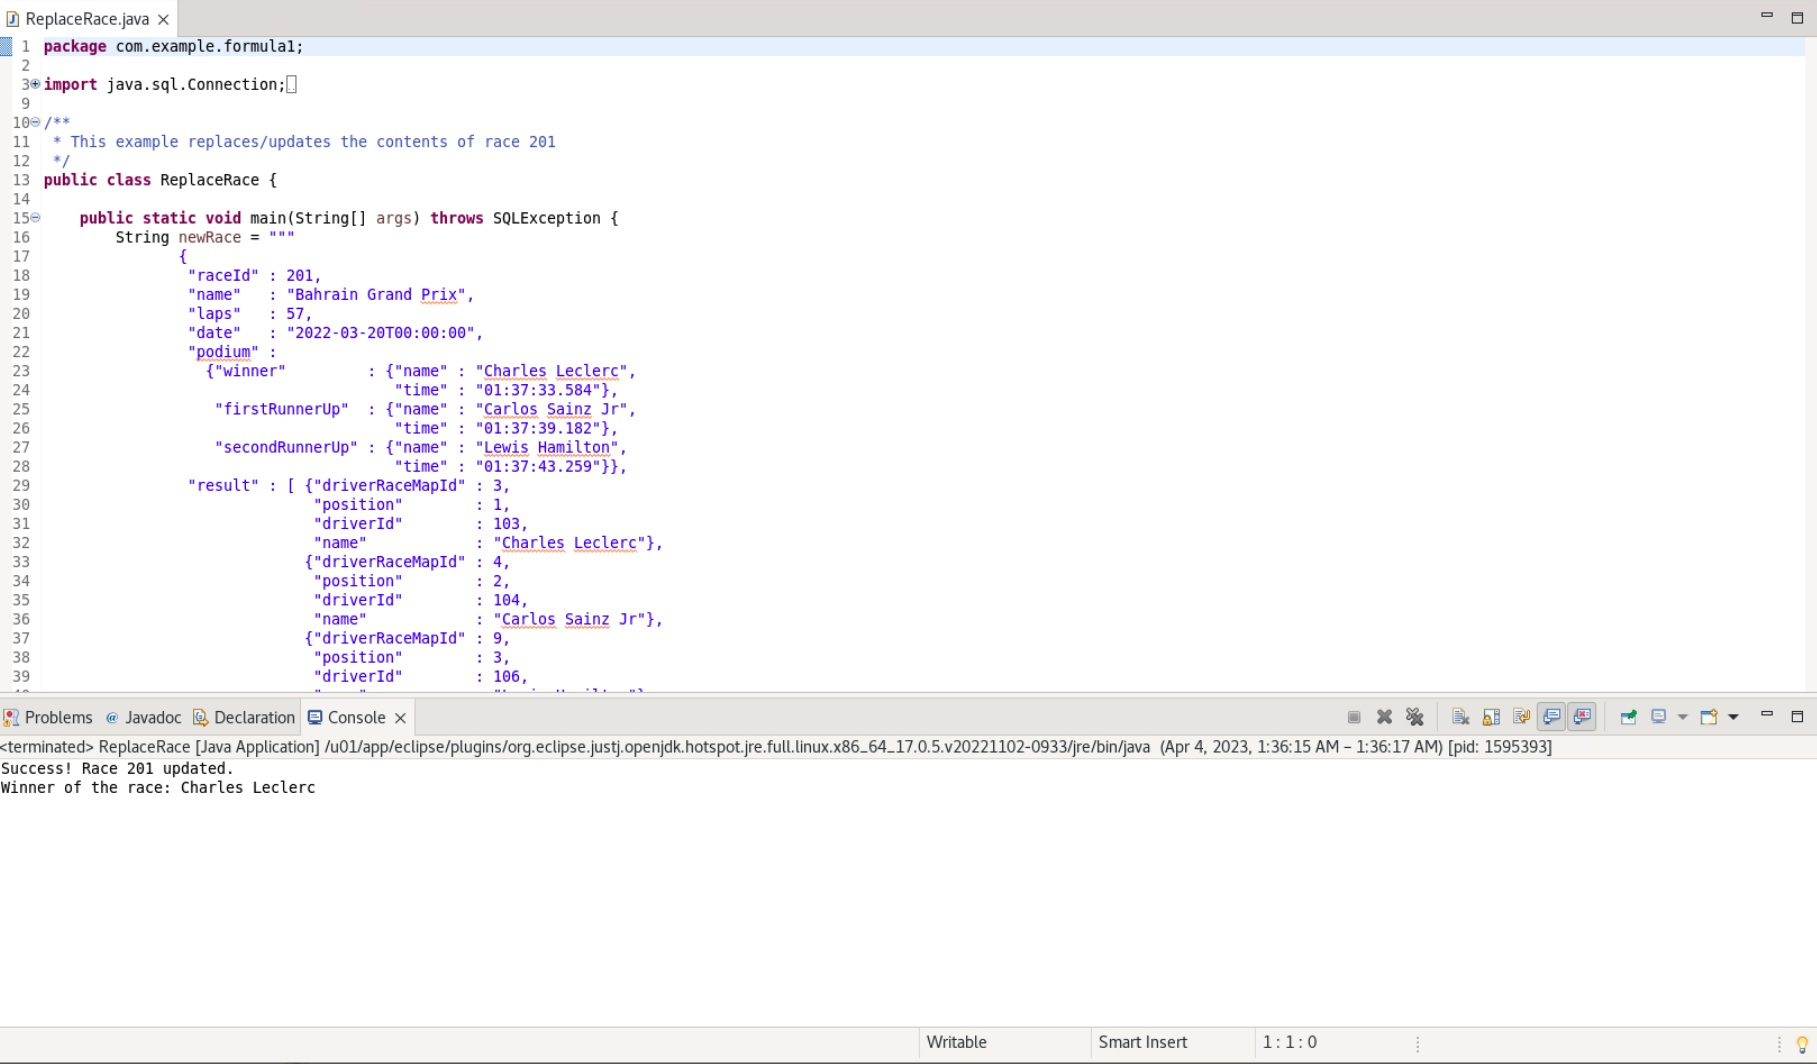 ReplaceRace.java
1 package com.example.formula1;
2
3 import java.sql.Connection;
9
10 /**
11  * This example replaces/updates the contents of race 201
12  */
13 public class ReplaceRace {
14
15     public static void main(String[] args) throws SQLException {
16         String newRace = """
17                {
18                 "raceId" : 201,
19                 "name"   : "Bahrain Grand Prix",
20                 "laps"   : 57,
21                 "date"   : "2022-03-20T00:00:00",
22                 "podium" :
23                   {"winner"         : {"name" : "Charles Leclerc",
24                                        "time" : "01:37:33.584"},
25                    "firstRunnerUp"  : {"name" : "Carlos Sainz Jr",
26                                        "time" : "01:37:39.182"},
27                    "secondRunnerUp" : {"name" : "Lewis Hamilton",
28                                        "time" : "01:37:43.259"}},
29                 "result" : [ {"driverRaceMapId" : 3,
30                               "position"        : 1,
31                               "driverId"        : 103,
32                               "name"            : "Charles Leclerc"},
33                              {"driverRaceMapId" : 4,
34                               "position"        : 2,
35                               "driverId"        : 104,
36                               "name"            : "Carlos Sainz Jr"},
37                              {"driverRaceMapId" : 9,
38                               "position"        : 3,
39                               "driverId"        : 106,
Problems @ Javadoc Declaration Console
<terminated> ReplaceRace [Java Application] /u01/app/eclipse/plugins/org.eclipse.justj.openjdk.hotspot.jre.full.linux.x86_64_17.0.5.v20221102-0933/jre/bin/java (Apr 4, 2023, 1:36:15 AM – 1:36:17 AM) [pid: 1595393]
Success! Race 201 updated.
Winner of the race: Charles Leclerc
Writable Smart Insert 1 : 1 : 0